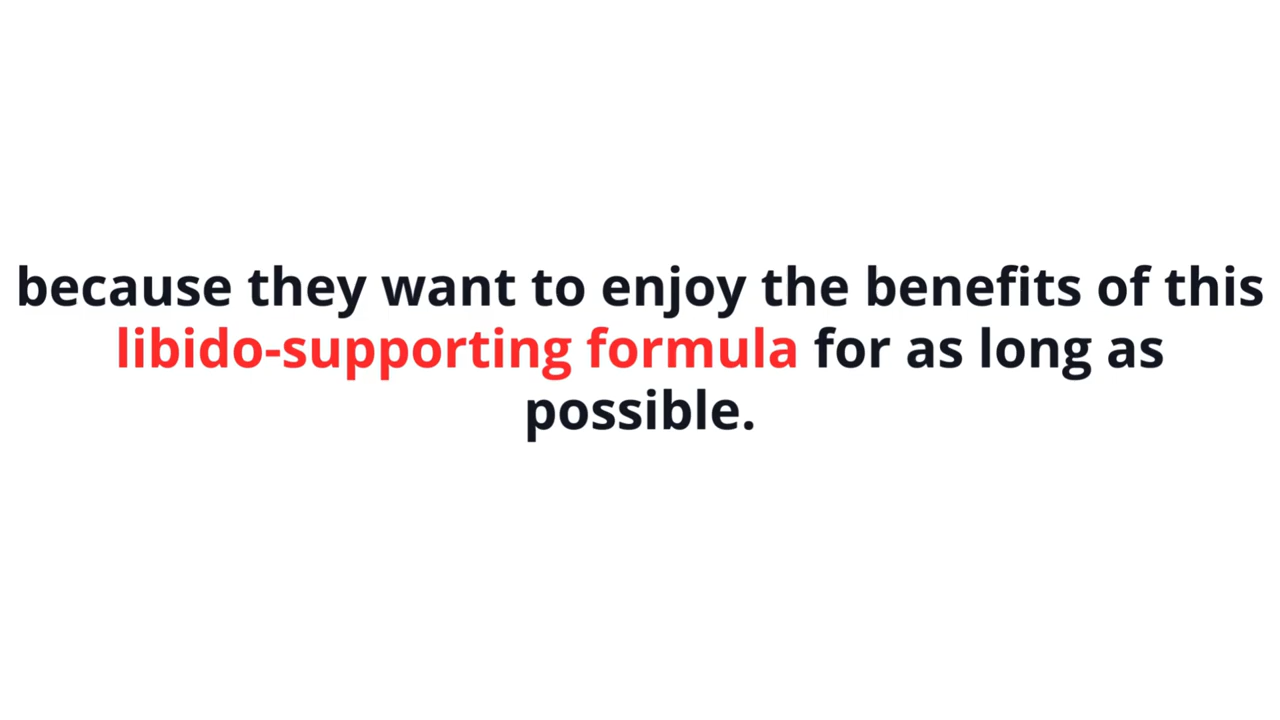 because they want to enjoy the benefits of this
libido-supporting formula for as long as
possible.